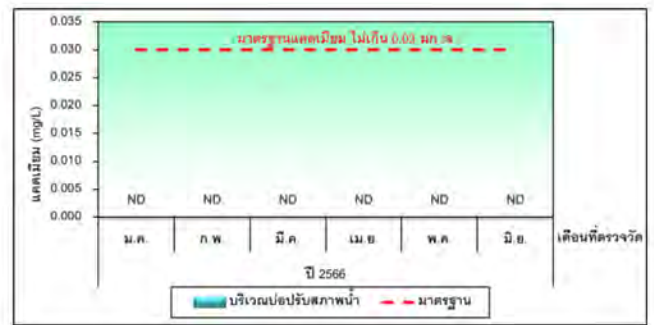 0.035
0.030
0.025
0.020
0.015
0.010
0.005
0.000
แคดเมียม (mg/L)
มาตรฐานแคดเมียม ไม่เกิน 0.03 มก./ล
ND ND ND ND ND ND
ม.ค. ก.พ. มี.ค. เม.ย. พ.ค. มิ.ย. เดือนที่ตรวจวัด
ปี 2566
บริเวณบ่อปรับสภาพน้ำ มาตรฐาน